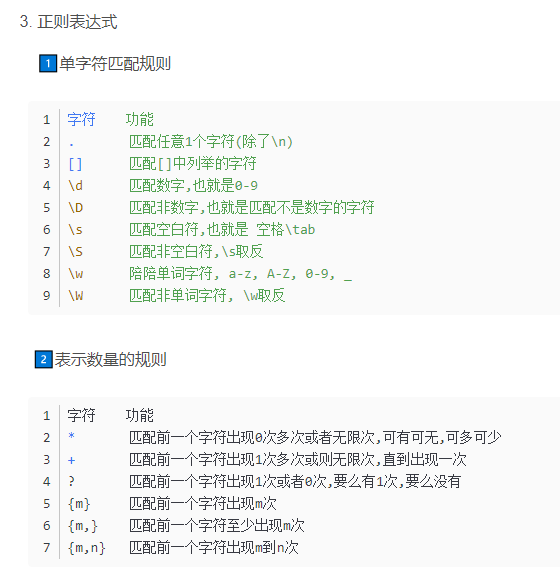 3. 正则表达式
1 单字符匹配规则
1 字符 功能
2 . 匹配任意1个字符(除了\n)
3 [] 匹配[]中列举的字符
4 \d 匹配数字,也就是0-9
5 \D 匹配非数字,也就是匹配不是数字的字符
6 \s 匹配空白符,也就是 空格\tab
7 \S 匹配非空白符,\s取反
8 \w 陪陪单词字符, a-z, A-Z, 0-9, _
9 \W 匹配非单词字符, \w取反
2 表示数量的规则
1 字符 功能
2 * 匹配前一个字符出现0次多次或者无限次,可有可无,可多可少
3 + 匹配前一个字符出现1次多次或则无限次,直到出现一次
4 ? 匹配前一个字符出现1次或者0次,要么有1次,要么没有
5 {m} 匹配前一个字符出现m次
6 {m,} 匹配前一个字符至少出现m次
7 {m,n} 匹配前一个字符出现m到n次